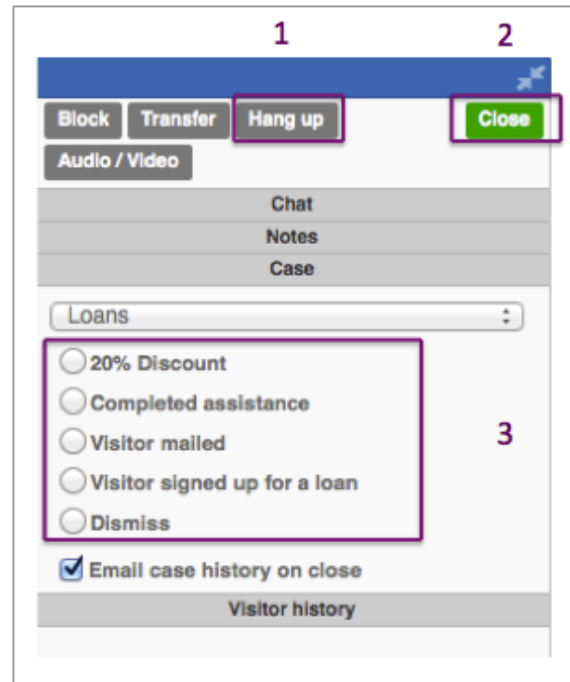 1 2
Block Transfer Hang up Close
Audio / Video
Chat
Notes
Case
Loans
20% Discount
Completed assistance
Visitor mailed
3
Visitor signed up for a loan
Dismiss
Email case history on close
Visitor history